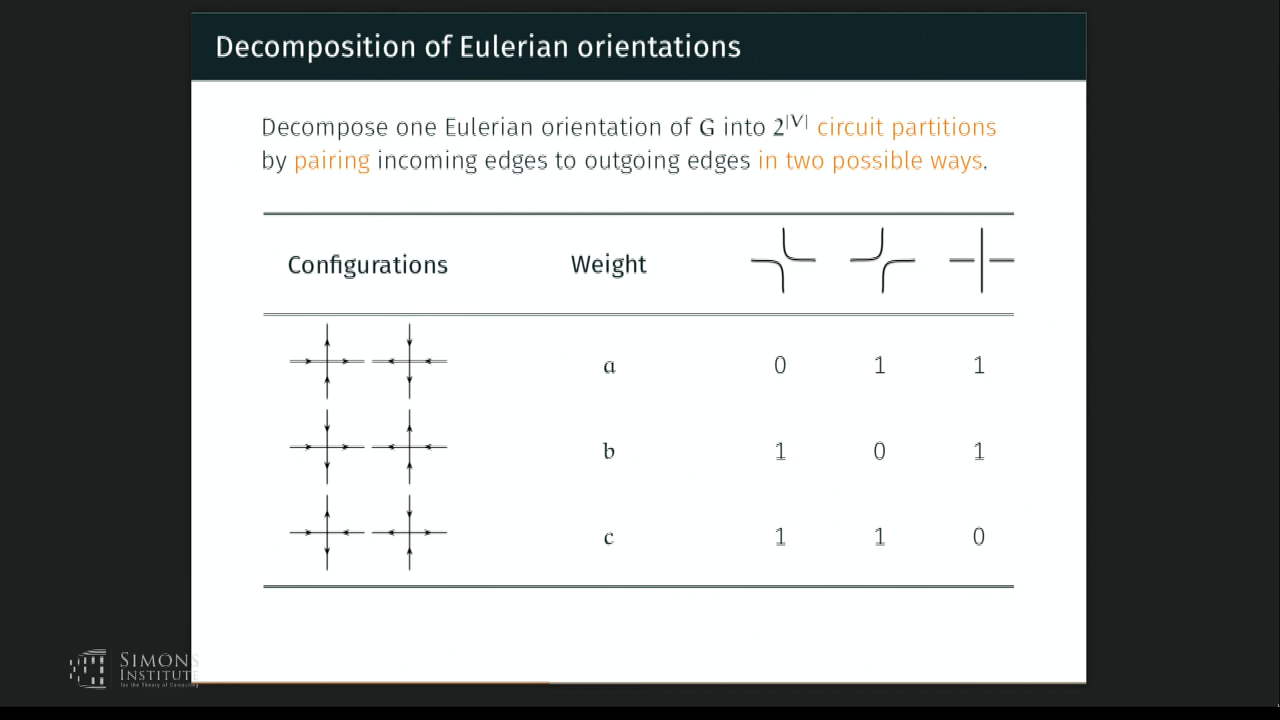 Decomposition of Eulerian orientations
Decompose one Eulerian orientation of G into 2^|V| circuit partitions
by pairing incoming edges to outgoing edges in two possible ways.
Configurations Weight
a 0 1 1
b 1 0 1
c 1 1 0
SIMONS
INSTITUTE
for the Theory of Computing